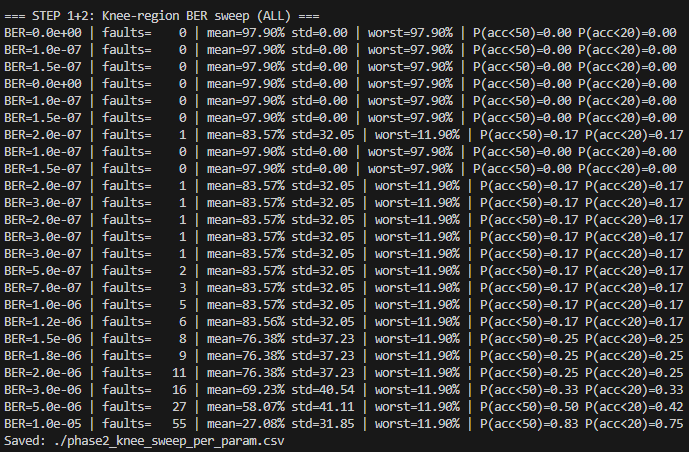 === STEP 1+2: Knee-region BER sweep (ALL) ===
BER=0.0e+00 | faults=    0 | mean=97.90% std=0.00 | worst=97.90% | P(acc<50)=0.00 P(acc<20)=0.00
BER=1.0e-07 | faults=    0 | mean=97.90% std=0.00 | worst=97.90% | P(acc<50)=0.00 P(acc<20)=0.00
BER=1.5e-07 | faults=    0 | mean=97.90% std=0.00 | worst=97.90% | P(acc<50)=0.00 P(acc<20)=0.00
BER=0.0e+00 | faults=    0 | mean=97.90% std=0.00 | worst=97.90% | P(acc<50)=0.00 P(acc<20)=0.00
BER=1.0e-07 | faults=    0 | mean=97.90% std=0.00 | worst=97.90% | P(acc<50)=0.00 P(acc<20)=0.00
BER=1.5e-07 | faults=    0 | mean=97.90% std=0.00 | worst=97.90% | P(acc<50)=0.00 P(acc<20)=0.00
BER=2.0e-07 | faults=    1 | mean=83.57% std=32.05 | worst=11.90% | P(acc<50)=0.17 P(acc<20)=0.17
BER=1.0e-07 | faults=    0 | mean=97.90% std=0.00 | worst=97.90% | P(acc<50)=0.00 P(acc<20)=0.00
BER=1.5e-07 | faults=    0 | mean=97.90% std=0.00 | worst=97.90% | P(acc<50)=0.00 P(acc<20)=0.00
BER=2.0e-07 | faults=    1 | mean=83.57% std=32.05 | worst=11.90% | P(acc<50)=0.17 P(acc<20)=0.17
BER=3.0e-07 | faults=    1 | mean=83.57% std=32.05 | worst=11.90% | P(acc<50)=0.17 P(acc<20)=0.17
BER=2.0e-07 | faults=    1 | mean=83.57% std=32.05 | worst=11.90% | P(acc<50)=0.17 P(acc<20)=0.17
BER=3.0e-07 | faults=    1 | mean=83.57% std=32.05 | worst=11.90% | P(acc<50)=0.17 P(acc<20)=0.17
BER=3.0e-07 | faults=    1 | mean=83.57% std=32.05 | worst=11.90% | P(acc<50)=0.17 P(acc<20)=0.17
BER=5.0e-07 | faults=    2 | mean=83.57% std=32.05 | worst=11.90% | P(acc<50)=0.17 P(acc<20)=0.17
BER=7.0e-07 | faults=    3 | mean=83.57% std=32.05 | worst=11.90% | P(acc<50)=0.17 P(acc<20)=0.17
BER=1.0e-06 | faults=    5 | mean=83.57% std=32.05 | worst=11.90% | P(acc<50)=0.17 P(acc<20)=0.17
BER=1.2e-06 | faults=    6 | mean=83.56% std=32.05 | worst=11.90% | P(acc<50)=0.17 P(acc<20)=0.17
BER=1.5e-06 | faults=    8 | mean=76.38% std=37.23 | worst=11.90% | P(acc<50)=0.25 P(acc<20)=0.25
BER=1.8e-06 | faults=    9 | mean=76.38% std=37.23 | worst=11.90% | P(acc<50)=0.25 P(acc<20)=0.25
BER=2.0e-06 | faults=   11 | mean=76.38% std=37.23 | worst=11.90% | P(acc<50)=0.25 P(acc<20)=0.25
BER=3.0e-06 | faults=   16 | mean=69.23% std=40.54 | worst=11.90% | P(acc<50)=0.33 P(acc<20)=0.33
BER=5.0e-06 | faults=   27 | mean=58.07% std=41.11 | worst=11.90% | P(acc<50)=0.50 P(acc<20)=0.42
BER=1.0e-05 | faults=   55 | mean=27.08% std=31.85 | worst=11.90% | P(acc<50)=0.83 P(acc<20)=0.75
Saved: ./phase2_knee_sweep_per_param.csv